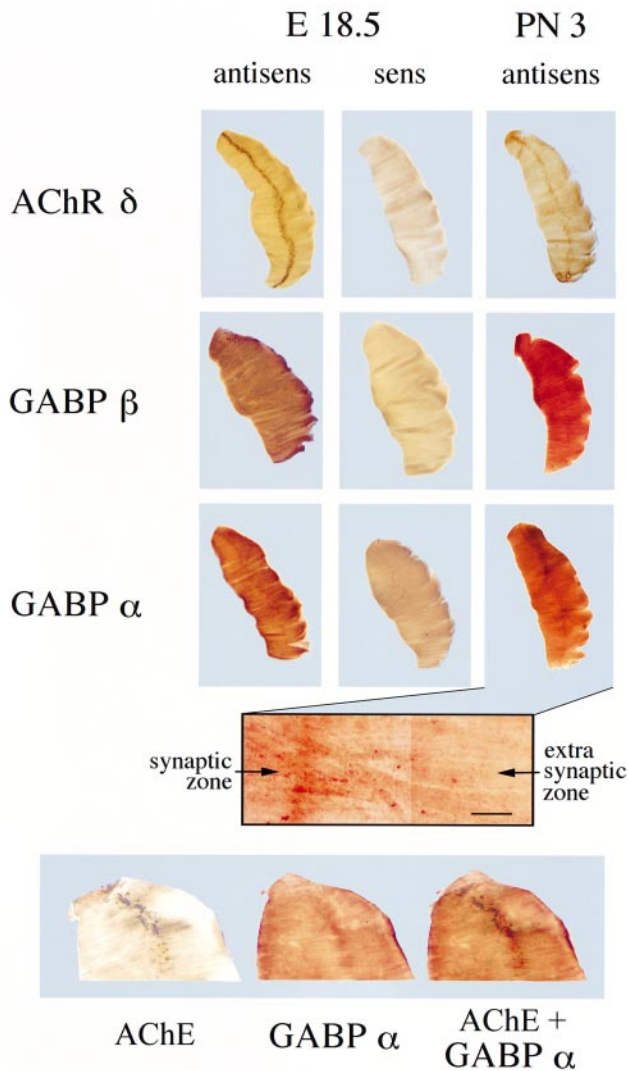 E 18.5 PN 3
antisens sens antisens
AChR δ
GABP β
GABP α
synaptic
zone
extra
synaptic
zone
AChE
GABP α
AChE +
GABP α